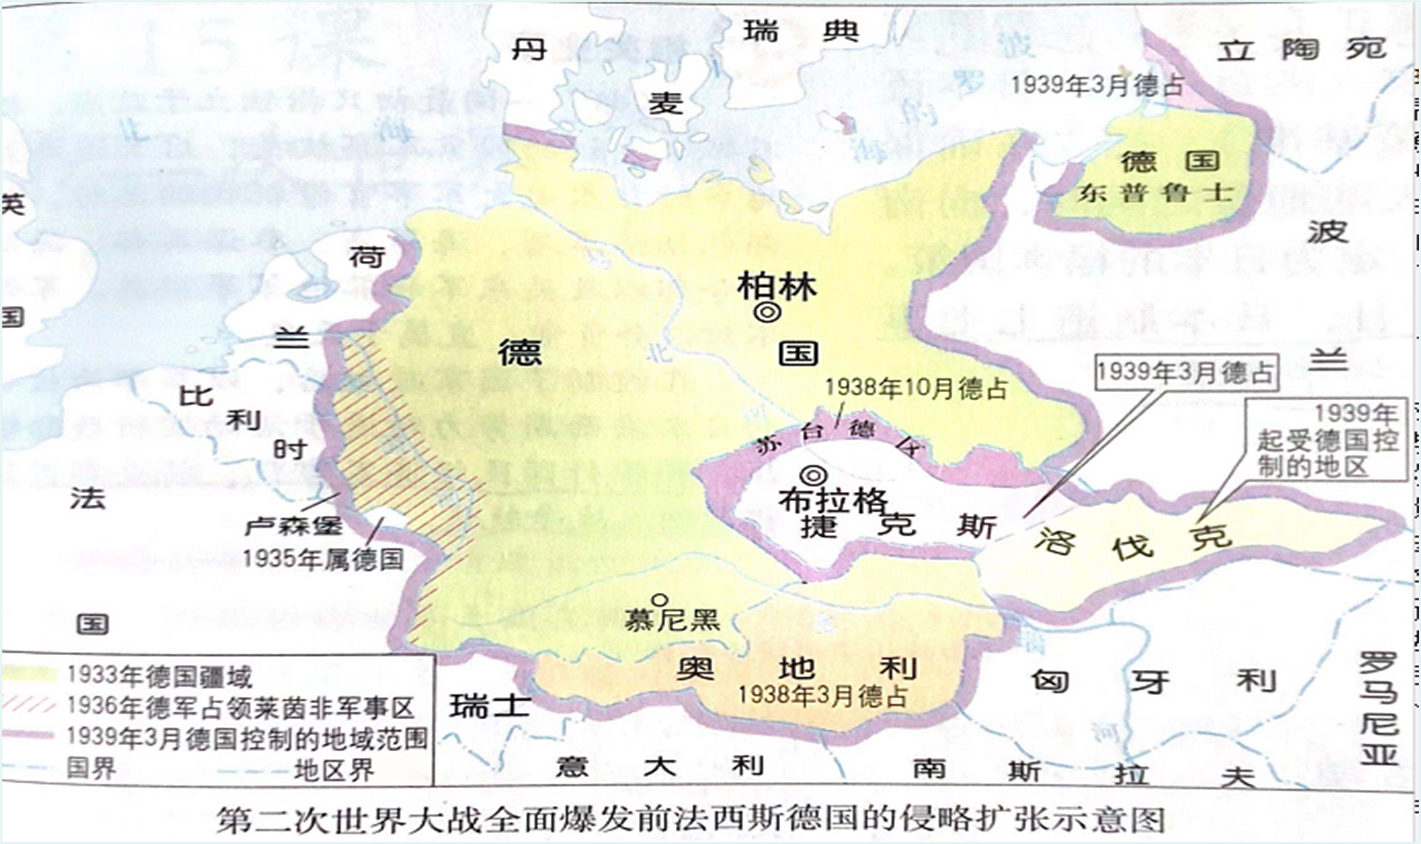 瑞典
丹
麦
立陶宛
1939年3月德占
德国
东普鲁士
英
国
波
兰
荷
兰
柏林
德
国
比
利
时
1938年10月德占
1939年3月德占
1939年
起受德国控
制的地区
苏台德区
布拉格
捷克斯
洛伐克
法
国
卢森堡
1935年属德国
慕尼黑
奥地利
1938年3月德占
瑞士
匈牙利
罗马尼亚
意大利
南斯拉夫
1933年德国疆域
1936年德军占领莱茵非军事区
1939年3月德国控制的地域范围
国界
地区界
第二次世界大战全面爆发前法西斯德国的侵略扩张示意图